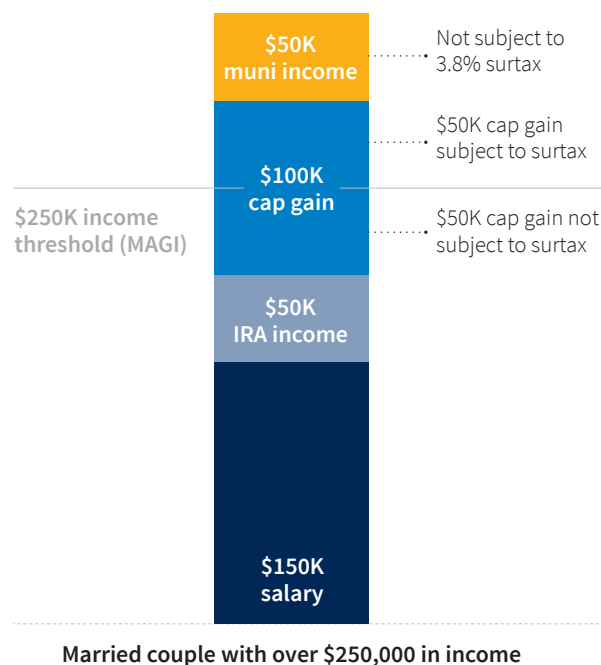 $50K
muni income
Not subject to
3.8% surtax
$50K cap gain
subject to surtax
$100K
cap gain
$250K income
threshold (MAGI)
$50K cap gain not
subject to surtax
$50K
IRA income
$150K
salary
Married couple with over $250,000 in income